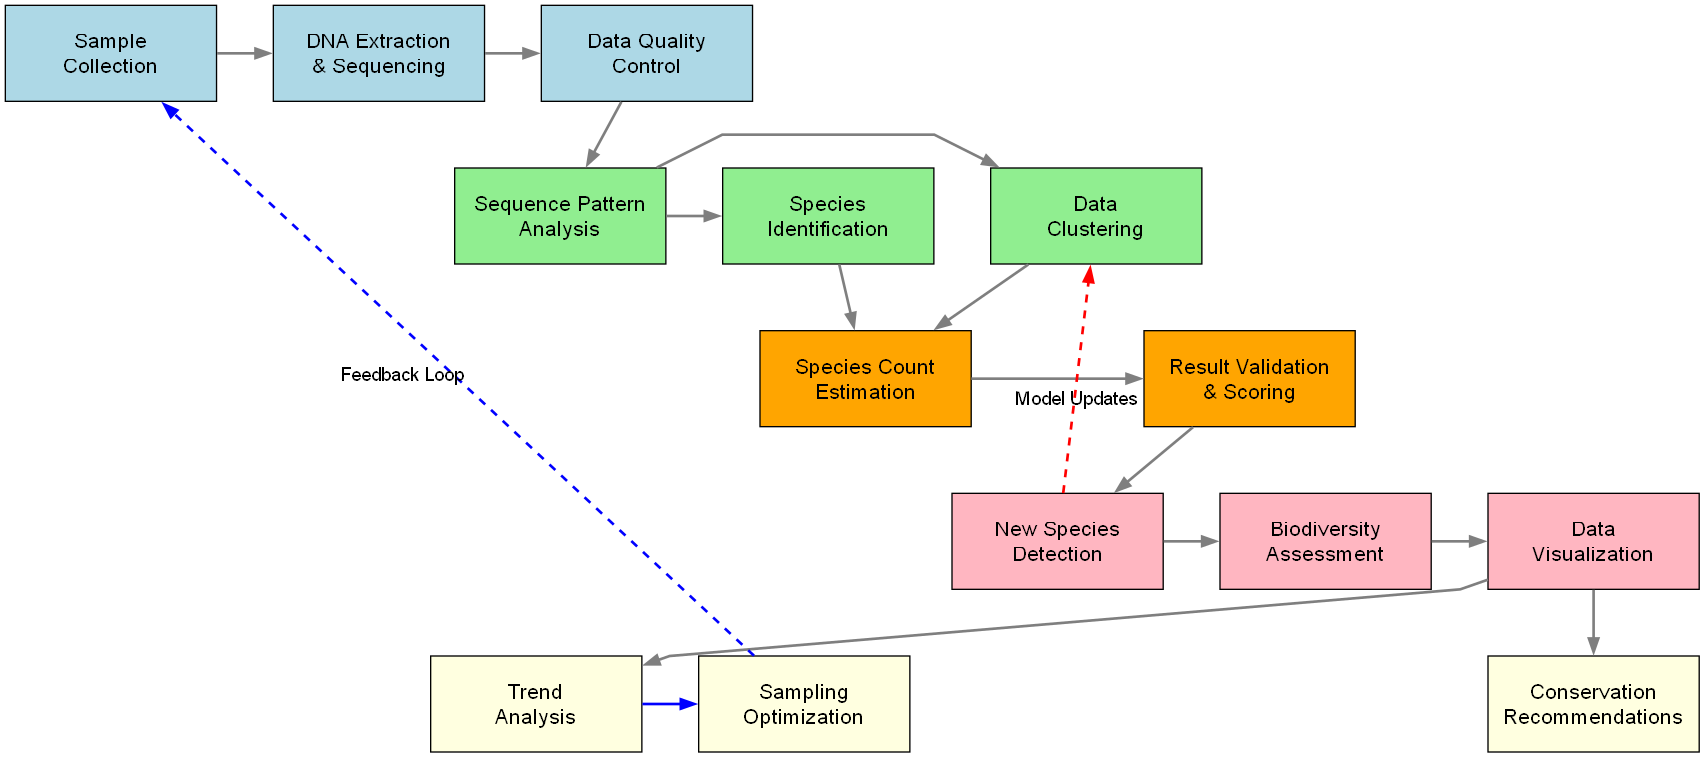 Sample
Collection
DNA Extraction
& Sequencing
Data Quality
Control
Sequence Pattern
Analysis
Species
Identification
Data
Clustering
Feedback Loop
Species Count
Estimation
Model Updates
Result Validation
& Scoring
New Species
Detection
Biodiversity
Assessment
Data
Visualization
Trend
Analysis
Sampling
Optimization
Conservation
Recommendations